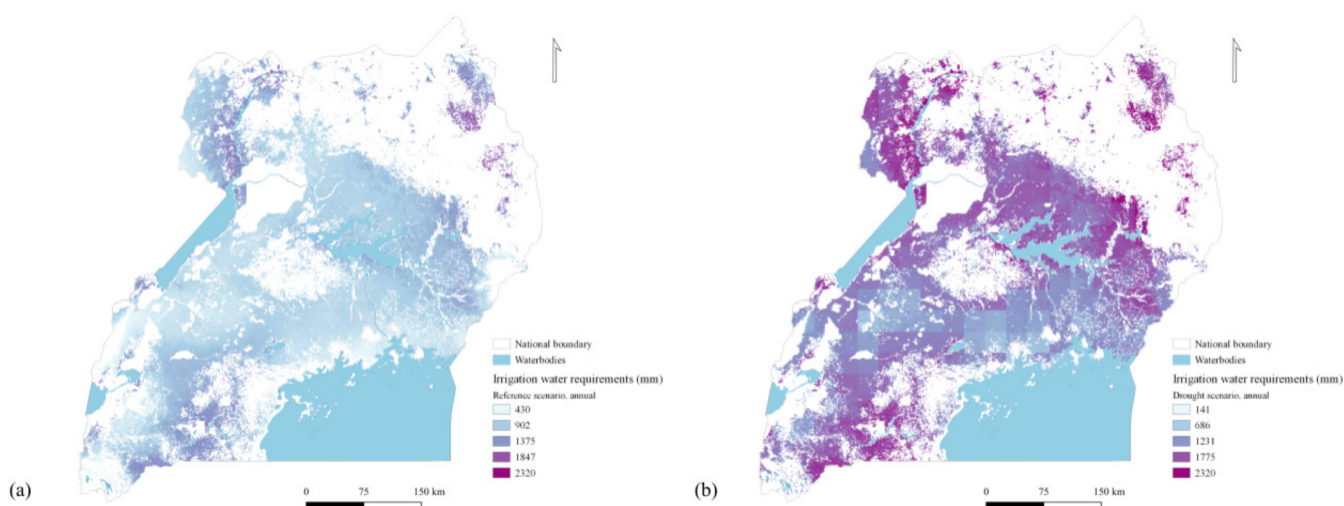 National boundary
Waterbodies
Irrigation water requirements (mm)
Reference scenario, annual
430
902
1375
1847
2320
(a)
0 75 150 km
National boundary
Waterbodies
Irrigation water requirements (mm)
Drought scenario, annual
141
686
1231
1775
2320
(b)
0 75 150 km